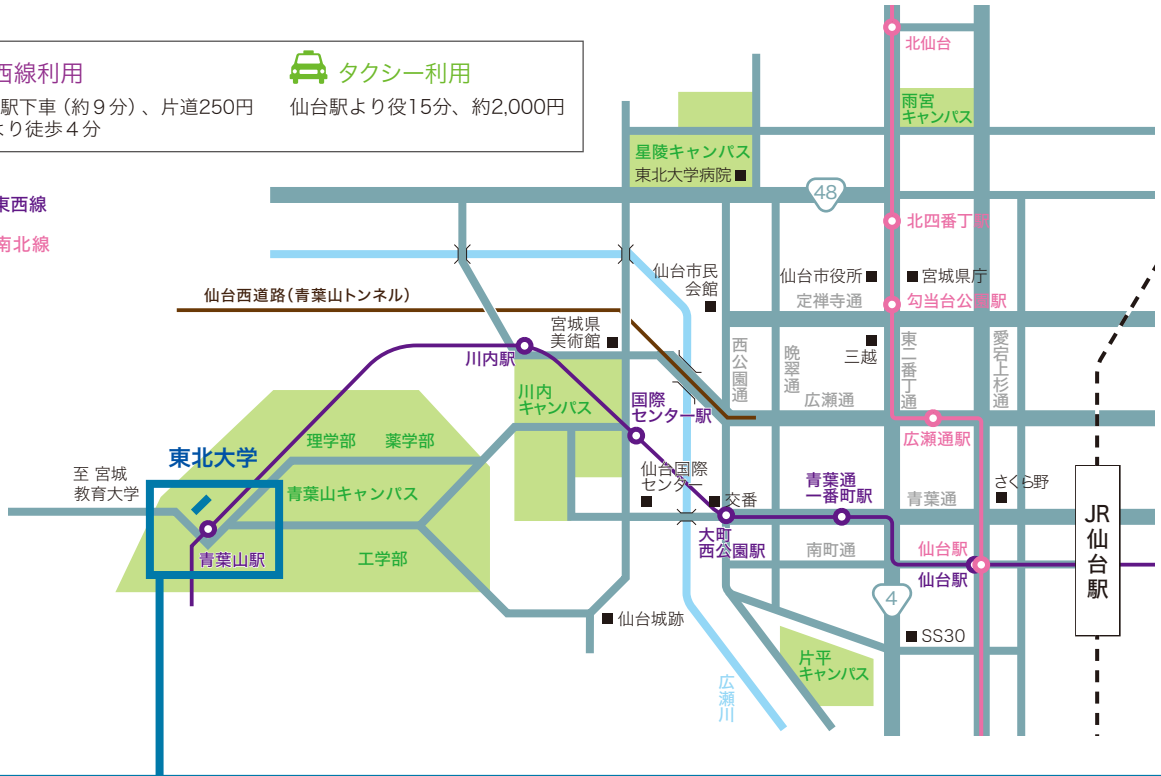 西線利用
駅下車（約９分）、片道250円
より徒歩４分
タクシー利用
仙台駅より役15分、約2,000円
東西線
南北線
北仙台
雨宮
キャンパス
星陵キャンパス
東北大学病院
48
北四番丁駅
仙台市民
会館
仙台市役所
宮城県庁
定禅寺通
勾当台公園駅
仙台西道路（青葉山トンネル）
宮城県
美術館
川内駅
三越
西公園通
晩翠通
東二番丁通
愛宕上杉通
広瀬通
広瀬通駅
川内
キャンパス
国際
センター駅
理学部
薬学部
東北大学
至 宮城
教育大学
青葉山キャンパス
青葉山駅
工学部
仙台国際
センター
交番
大町
西公園駅
青葉通
一番町駅
青葉通
さくら野
南町通
仙台駅
仙台駅
JR仙台駅
4
仙台城跡
SS30
片平
キャンパス
広瀬川